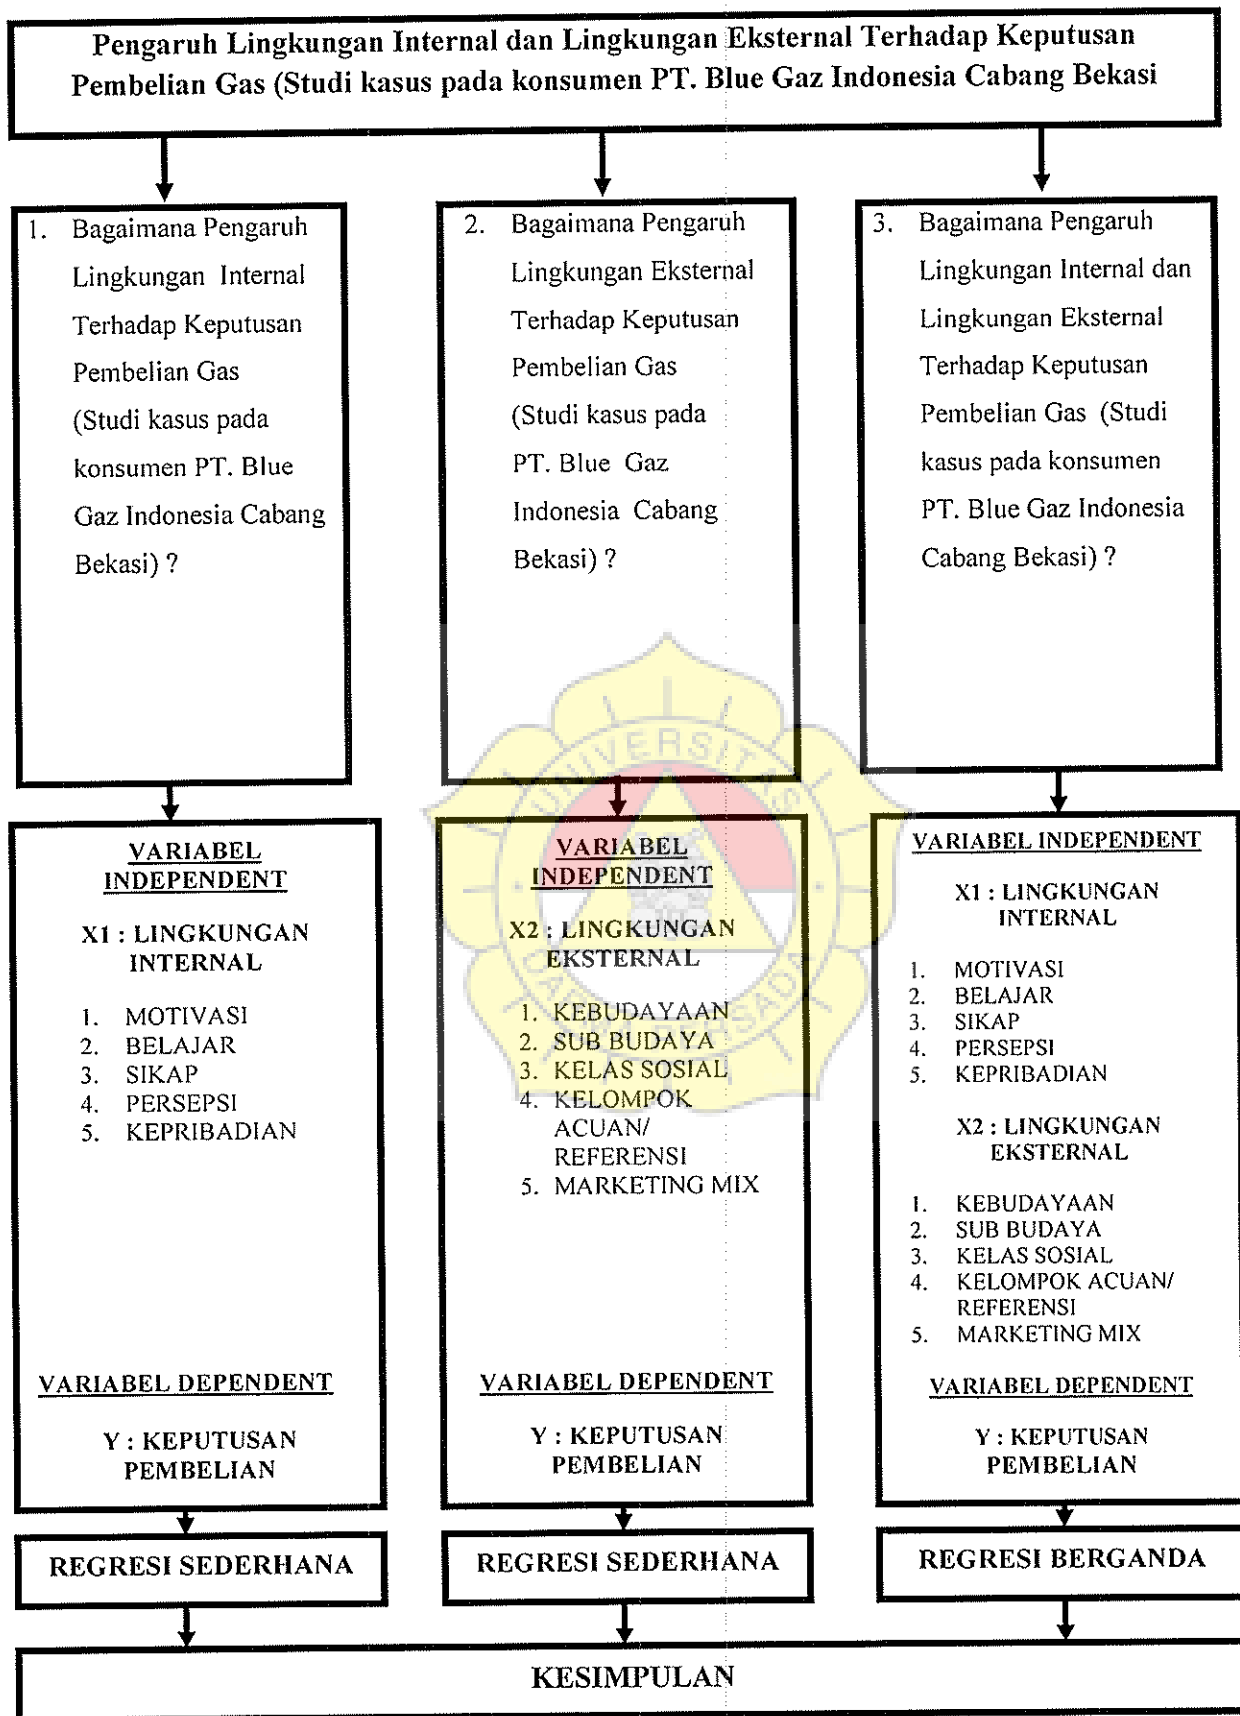 Pengaruh Lingkungan Internal dan Lingkungan Eksternal Terhadap Keputusan
Pembelian Gas (Studi kasus pada konsumen PT. Blue Gaz Indonesia Cabang Bekasi
1. Bagaimana Pengaruh
Lingkungan Internal
Terhadap Keputusan
Pembelian Gas
(Studi kasus pada
konsumen PT. Blue
Gaz Indonesia Cabang
Bekasi) ?
2. Bagaimana Pengaruh
Lingkungan Eksternal
Terhadap Keputusan
Pembelian Gas
(Studi kasus pada
PT. Blue Gaz
Indonesia Cabang
Bekasi) ?
3. Bagaimana Pengaruh
Lingkungan Internal dan
Lingkungan Eksternal
Terhadap Keputusan
Pembelian Gas (Studi
kasus pada konsumen
PT. Blue Gaz Indonesia
Cabang Bekasi) ?
UNIVERSITAS
DARMA PERSADA
VARIABEL
INDEPENDENT
X1 : LINGKUNGAN
INTERNAL
1. MOTIVASI
2. BELAJAR
3. SIKAP
4. PERSEPSI
5. KEPRIBADIAN
VARIABEL DEPENDENT
Y : KEPUTUSAN
PEMBELIAN
VARIABEL
INDEPENDENT
X2 : LINGKUNGAN
EKSTERNAL
1. KEBUDAYAAN
2. SUB BUDAYA
3. KELAS SOSIAL
4. KELOMPOK
ACUAN/
REFERENSI
5. MARKETING MIX
VARIABEL DEPENDENT
Y : KEPUTUSAN
PEMBELIAN
VARIABEL INDEPENDENT
X1 : LINGKUNGAN
INTERNAL
1. MOTIVASI
2. BELAJAR
3. SIKAP
4. PERSEPSI
5. KEPRIBADIAN
X2 : LINGKUNGAN
EKSTERNAL
1. KEBUDAYAAN
2. SUB BUDAYA
3. KELAS SOSIAL
4. KELOMPOK ACUAN/
REFERENSI
5. MARKETING MIX
VARIABEL DEPENDENT
Y : KEPUTUSAN
PEMBELIAN
REGRESI SEDERHANA
REGRESI SEDERHANA
REGRESI BERGANDA
KESIMPULAN